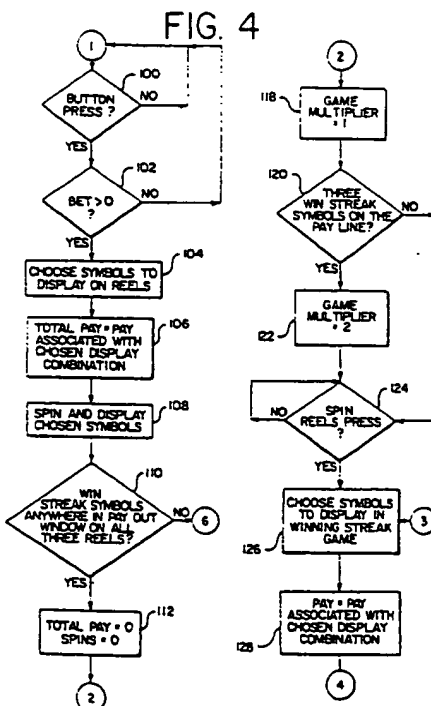 FIG. 4
1
100
BUTTON
PRESS ?
NO
YES
102
BET > 0
?
NO
YES
104
CHOOSE SYMBOLS TO
DISPLAY ON REELS
106
TOTAL PAY = PAY
ASSOCIATED WITH
CHOSEN DISPLAY
COMBINATION
108
SPIN AND DISPLAY
CHOSEN SYMBOLS
110
WIN
STREAK SYMBOLS
ANYWHERE IN PAY OUT
WINDOW ON ALL
THREE REELS?
NO
6
YES
112
TOTAL PAY = 0
SPINS = 0
2
2
118
GAME
MULTIPLIER
= 1
120
THREE
WIN STREAK
SYMBOLS ON THE
PAY LINE?
NO
YES
GAME
MULTIPLIER
= 2
122
124
SPIN
REELS PRESS
?
NO
YES
CHOOSE SYMBOLS
TO DISPLAY IN
WINNING STREAK
GAME
126
3
PAY = PAY
ASSOCIATED WITH
CHOSEN DISPLAY
COMBINATION
128
4